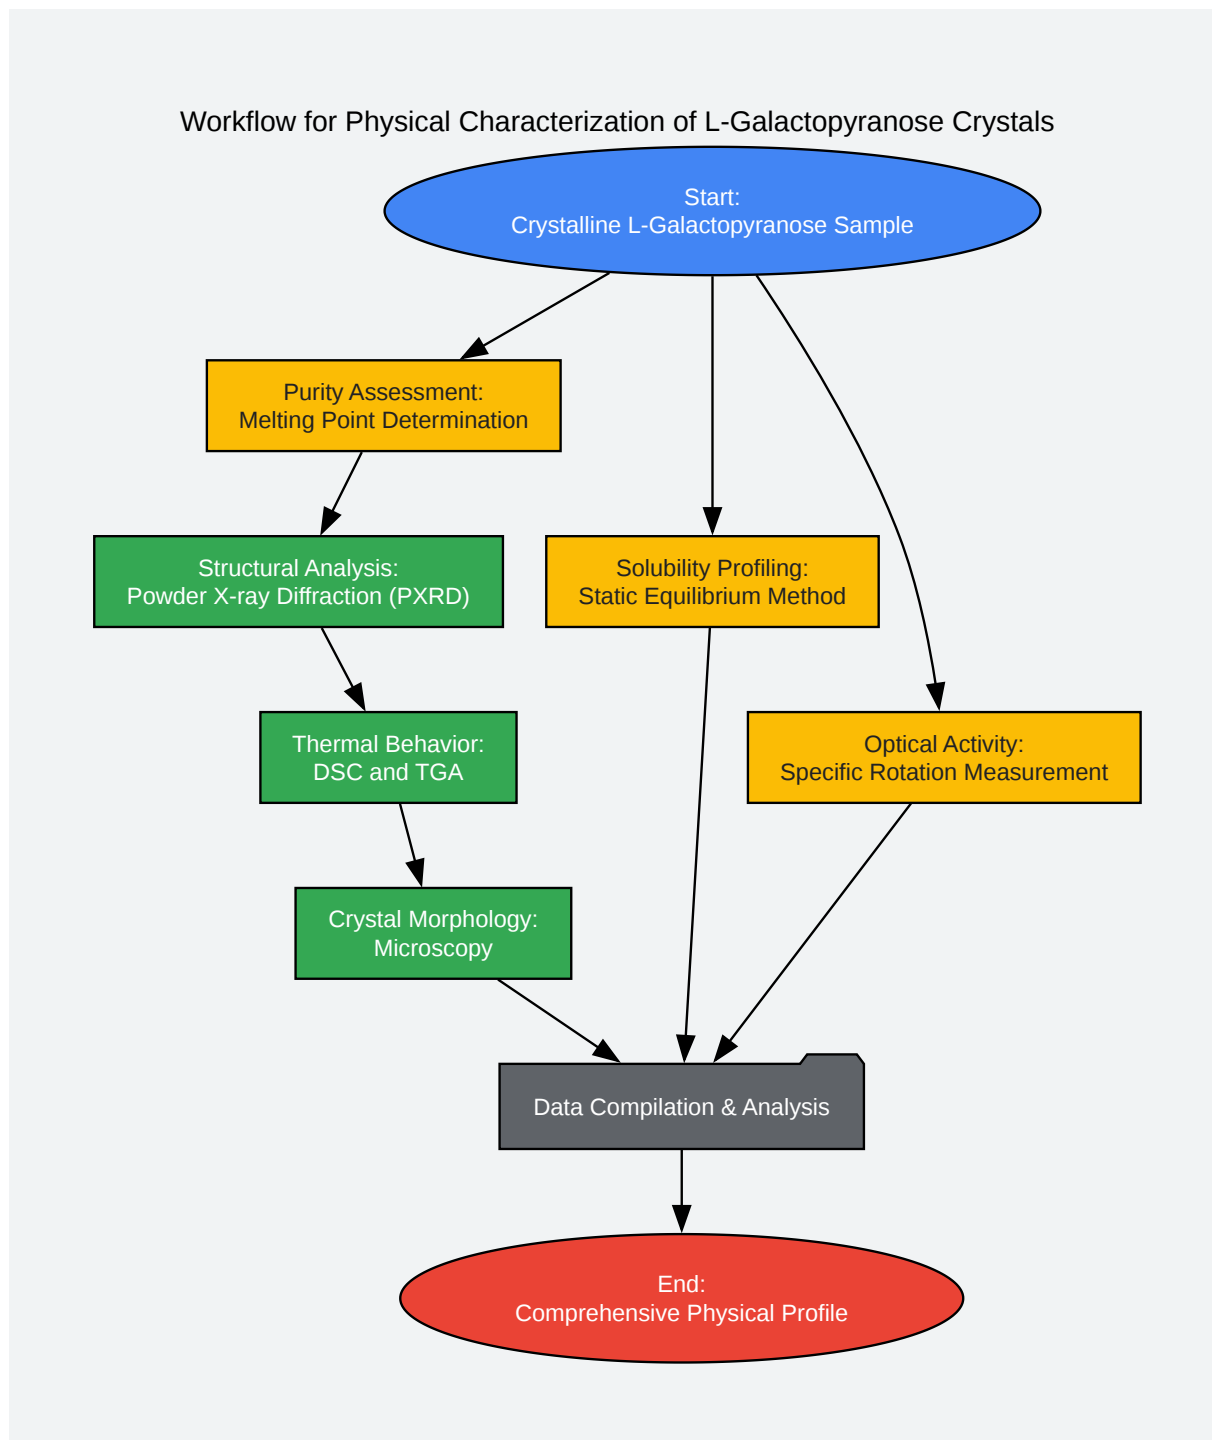 Workflow for Physical Characterization of L-Galactopyranose Crystals
Start:
Crystalline L-Galactopyranose Sample
Purity Assessment:
Melting Point Determination
Structural Analysis:
Powder X-ray Diffraction (PXRD)
Solubility Profiling:
Static Equilibrium Method
Thermal Behavior:
DSC and TGA
Optical Activity:
Specific Rotation Measurement
Crystal Morphology:
Microscopy
Data Compilation & Analysis
End:
Comprehensive Physical Profile